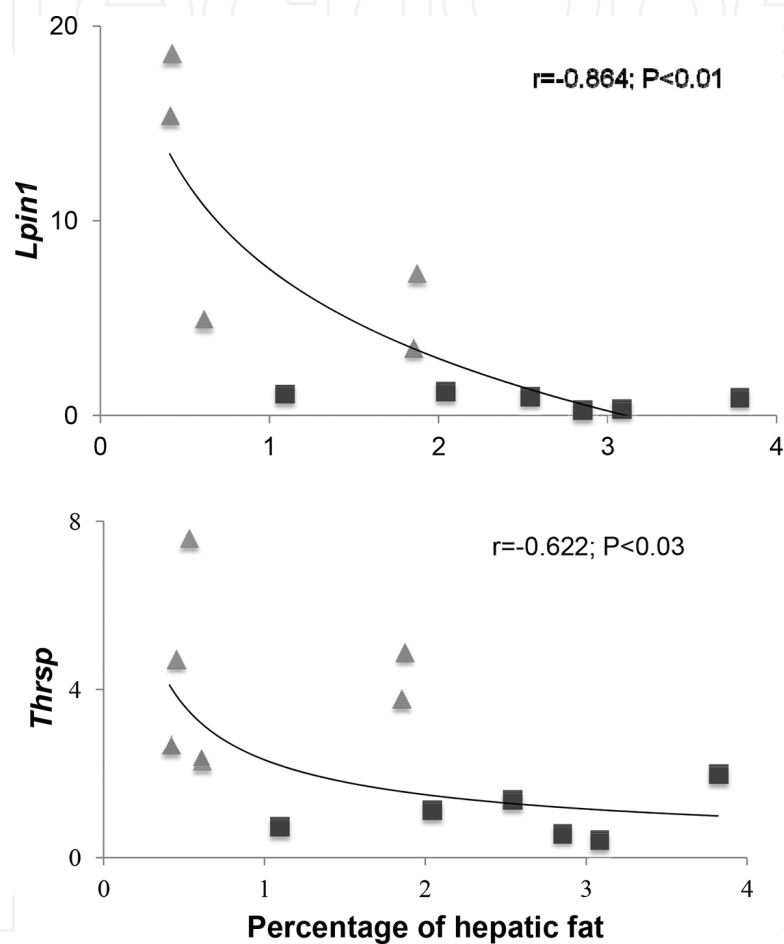 20
r=-0.864; P<0.01
Lpin1
10
0
0 1 2 3 4
8
r=-0.622; P<0.03
Thrsp
4
0
0 1 2 3 4
Percentage of hepatic fat